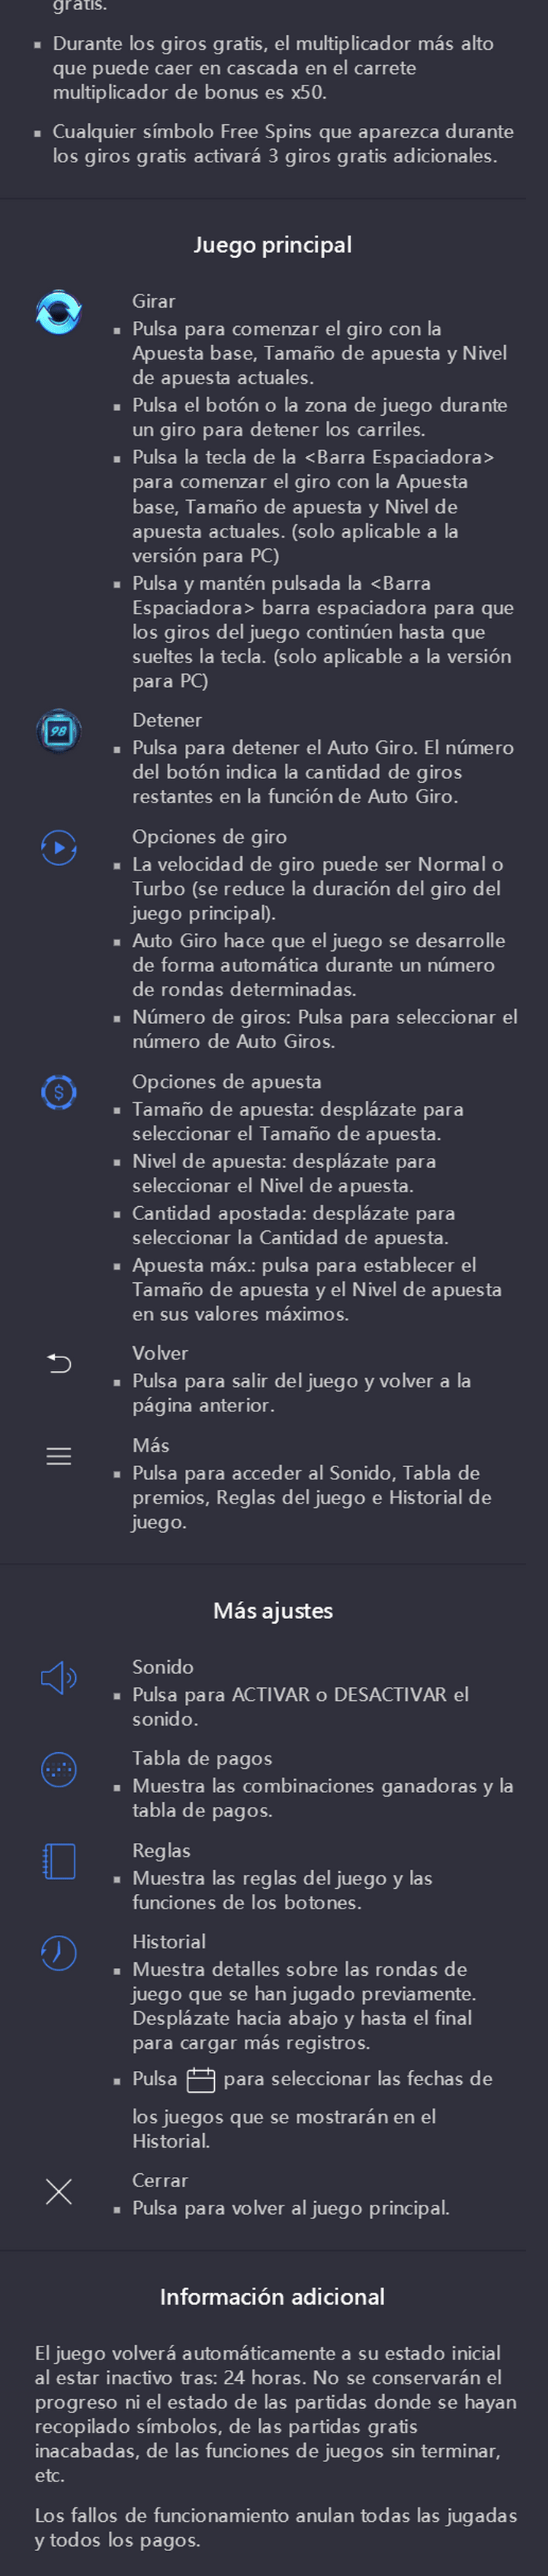 gratis.
Durante los giros gratis, el multiplicador más alto
que puede caer en cascada en el carrete
multiplicador de bonus es x50.
Cualquier símbolo Free Spins que aparezca durante
los giros gratis activará 3 giros gratis adicionales.
Juego principal
Girar
Pulsa para comenzar el giro con la
Apuesta base, Tamaño de apuesta y Nivel
de apuesta actuales.
Pulsa el botón o la zona de juego durante
un giro para detener los carriles.
Pulsa la tecla de la <Barra Espaciadora>
para comenzar el giro con la Apuesta
base, Tamaño de apuesta y Nivel de
apuesta actuales. (solo aplicable a la
versión para PC)
Pulsa y mantén pulsada la <Barra
Espaciadora> barra espaciadora para que
los giros del juego continúen hasta que
sueltes la tecla. (solo aplicable a la versión
para PC)
98
Detener
Pulsa para detener el Auto Giro. El número
del botón indica la cantidad de giros
restantes en la función de Auto Giro.
Opciones de giro
La velocidad de giro puede ser Normal o
Turbo (se reduce la duración del giro del
juego principal).
Auto Giro hace que el juego se desarrolle
de forma automática durante un número
de rondas determinadas.
Número de giros: Pulsa para seleccionar el
número de Auto Giros.
$
Opciones de apuesta
Tamaño de apuesta: desplázate para
seleccionar el Tamaño de apuesta.
Nivel de apuesta: desplázate para
seleccionar el Nivel de apuesta.
Cantidad apostada: desplázate para
seleccionar la Cantidad de apuesta.
Apuesta máx.: pulsa para establecer el
Tamaño de apuesta y el Nivel de apuesta
en sus valores máximos.
Volver
Pulsa para salir del juego y volver a la
página anterior.
Más
Pulsa para acceder al Sonido, Tabla de
premios, Reglas del juego e Historial de
juego.
Más ajustes
Sonido
Pulsa para ACTIVAR o DESACTIVAR el
sonido.
Tabla de pagos
Muestra las combinaciones ganadoras y la
tabla de pagos.
Reglas
Muestra las reglas del juego y las
funciones de los botones.
Historial
Muestra detalles sobre las rondas de
juego que se han jugado previamente.
Desplázate hacia abajo y hasta el final
para cargar más registros.
Pulsa para seleccionar las fechas de
los juegos que se mostrarán en el
Historial.
Cerrar
Pulsa para volver al juego principal.
Información adicional
El juego volverá automáticamente a su estado inicial
al estar inactivo tras: 24 horas. No se conservarán el
progreso ni el estado de las partidas donde se hayan
recopilado símbolos, de las partidas gratis
inacabadas, de las funciones de juegos sin terminar,
etc.
Los fallos de funcionamiento anulan todas las jugadas
y todos los pagos.